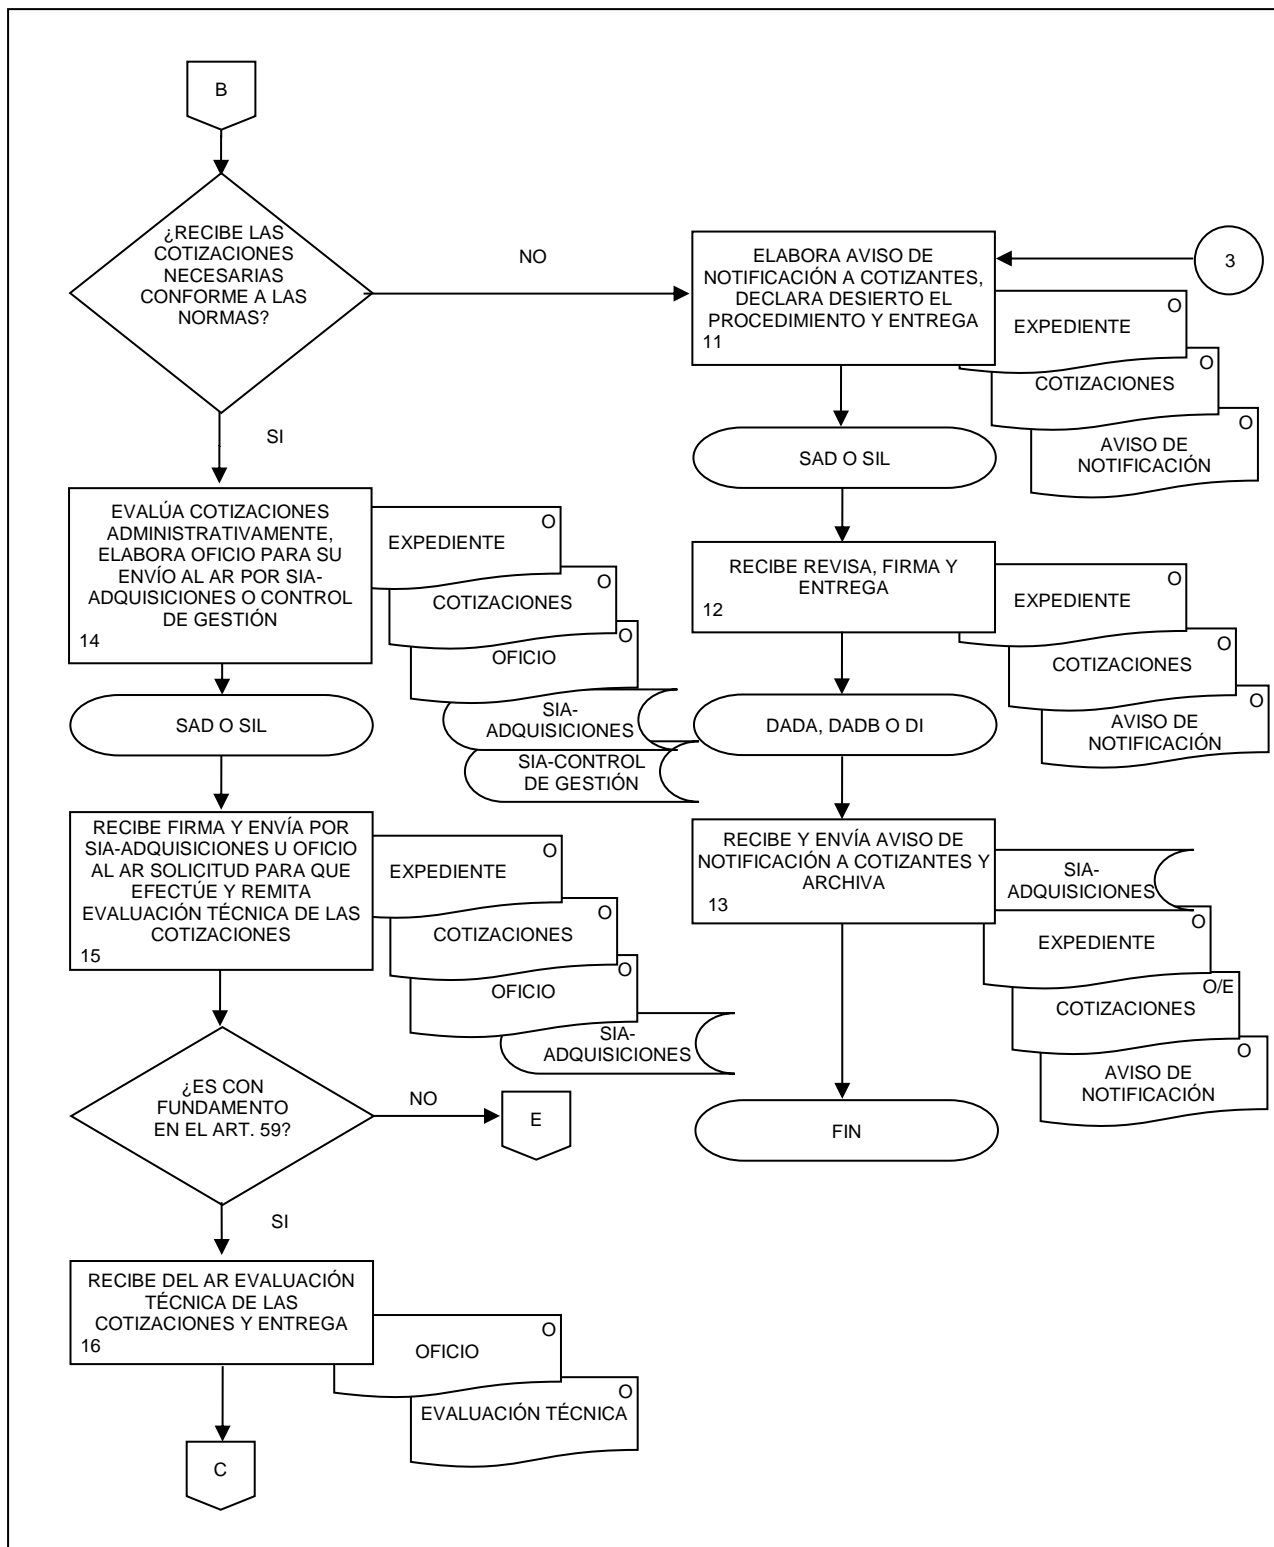 B
¿RECIBE LAS
COTIZACIONES
NECESARIAS
CONFORME A LAS
NORMAS?
NO
SI
ELABORA AVISO DE
NOTIFICACIÓN A COTIZANTES,
DECLARA DESIERTO EL
PROCEDIMIENTO Y ENTREGA
11
3
O
EXPEDIENTE
O
COTIZACIONES
O
AVISO DE
NOTIFICACIÓN
SAD O SIL
RECIBE REVISA, FIRMA Y
ENTREGA
12
O
EXPEDIENTE
O
COTIZACIONES
O
AVISO DE
NOTIFICACIÓN
DADA, DADB O DI
RECIBE Y ENVÍA AVISO DE
NOTIFICACIÓN A COTIZANTES Y
ARCHIVA
13
SIA-
ADQUISICIONES
O
EXPEDIENTE
O/E
COTIZACIONES
O
AVISO DE
NOTIFICACIÓN
FIN
EVALÚA COTIZACIONES
ADMINISTRATIVAMENTE,
ELABORA OFICIO PARA SU
ENVÍO AL AR POR SIA-
ADQUISICIONES O CONTROL
DE GESTIÓN
14
O
EXPEDIENTE
O
COTIZACIONES
O
OFICIO
SIA-
ADQUISICIONES
SIA-CONTROL
DE GESTIÓN
SAD O SIL
RECIBE FIRMA Y ENVÍA POR
SIA-ADQUISICIONES U OFICIO
AL AR SOLICITUD PARA QUE
EFECTÚE Y REMITA
EVALUACIÓN TÉCNICA DE LAS
COTIZACIONES
15
O
EXPEDIENTE
O
COTIZACIONES
O
OFICIO
SIA-
ADQUISICIONES
¿ES CON
FUNDAMENTO
EN EL ART. 59?
NO
E
SI
RECIBE DEL AR EVALUACIÓN
TÉCNICA DE LAS
COTIZACIONES Y ENTREGA
16
O
OFICIO
O
EVALUACIÓN TÉCNICA
C